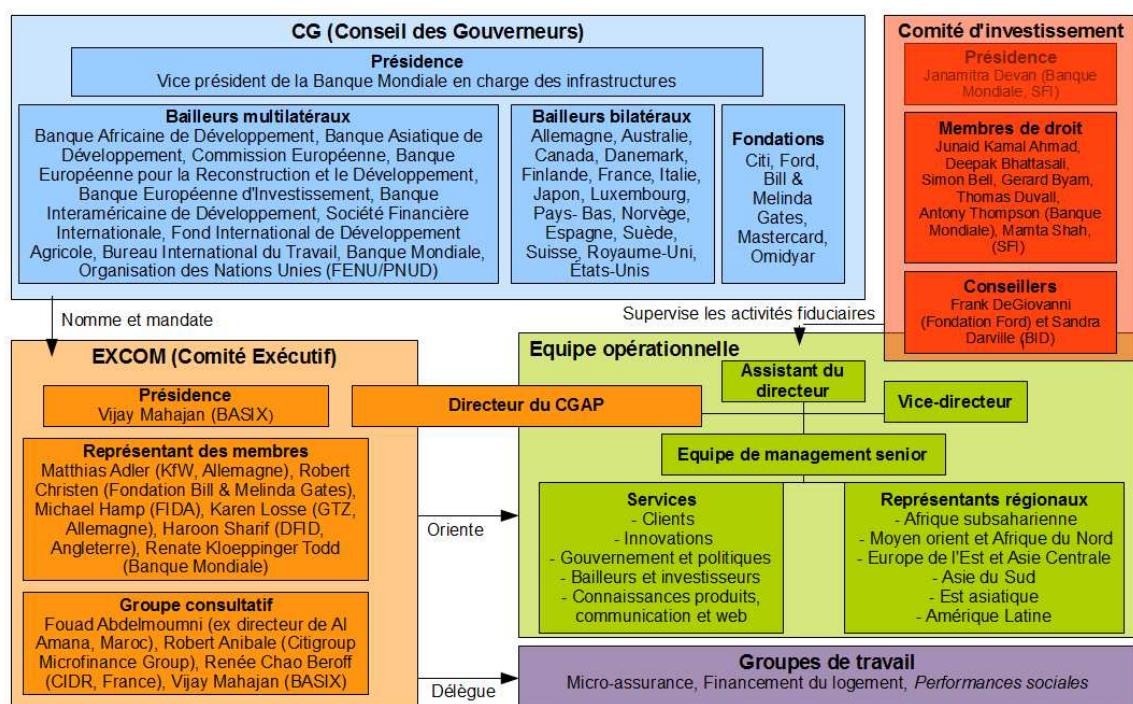 CG (Conseil des Gouverneurs)
Présidence
Vice président de la Banque Mondiale en charge des infrastructures
Bailleurs multilatéraux
Banque Africaine de Développement, Banque Asiatique de
Développement, Commission Européenne, Banque
Européenne pour la Reconstruction et le Développement,
Banque Européenne d'Investissement, Banque
Interaméricaine de Développement, Société Financière
Internationale, Fond International de Développement
Agricole, Bureau International du Travail, Banque Mondiale,
Organisation des Nations Unies (FENU/PNUD)
Bailleurs bilatéraux
Allemagne, Australie,
Canada, Danemark,
Finlande, France, Italie,
Japon, Luxembourg,
Pays- Bas, Norvège,
Espagne, Suède,
Suisse, Royaume-Uni,
États-Unis
Fondations
Citi, Ford,
Bill &
Melinda
Gates,
Mastercard,
Omidyar
Comité d'investissement
Présidence
Janamitra Devan (Banque
Mondiale, SFI)
Membres de droit
Junaid Kamal Ahmad,
Deepak Bhattasali,
Simon Bell, Gerard Byam,
Thomas Duvall,
Antony Thompson (Banque
Mondiale), Mamta Shah,
(SFI)
Conseillers
Frank DeGiovanni
(Fondation Ford) et Sandra
Darville (BID)
Nomme et mandate
Supervise les activités fiduciaires
EXCOM (Comité Exécutif)
Présidence
Vijay Mahajan (BASIX)
Représentant des membres
Matthias Adler (KfW, Allemagne), Robert
Christen (Fondation Bill & Melinda Gates),
Michael Hamp (FIDA), Karen Losse (GTZ,
Allemagne), Haroon Sharif (DFID,
Angleterre), Renate Kloeppinger Todd
(Banque Mondiale)
Groupe consultatif
Fouad Abdelmoumni (ex directeur de Al
Amana, Maroc), Robert Anibale (Citigroup
Microfinance Group), Renée Chao Beroff
(CIDR, France), Vijay Mahajan (BASIX)
Directeur du CGAP
Oriente
Délègue
Equipe opérationnelle
Assistant du
directeur
Vice-directeur
Equipe de management senior
Services
- Clients
- Innovations
- Gouvernement et politiques
- Bailleurs et investisseurs
- Connaissances produits,
communication et web
Représentants régionaux
- Afrique subsaharienne
- Moyen orient et Afrique du Nord
- Europe de l'Est et Asie Centrale
- Asie du Sud
- Est asiatique
- Amérique Latine
Groupes de travail
Micro-assurance, Financement du logement, Performances sociales